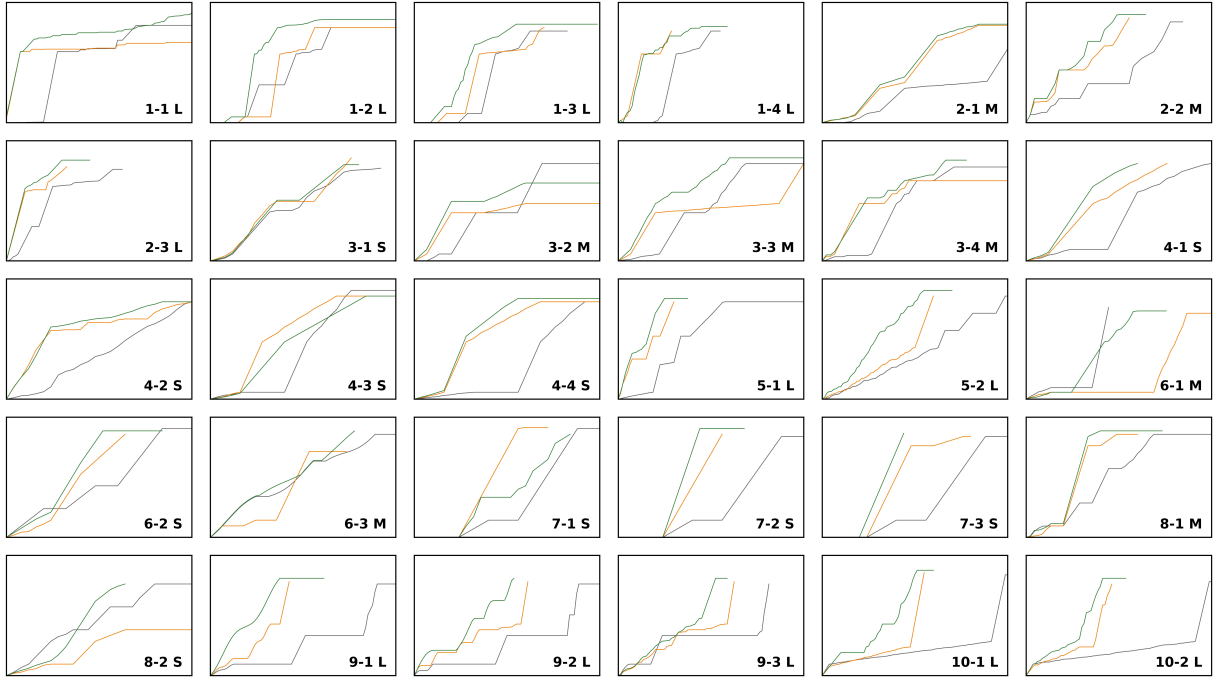 1-1 L
1-2 L
1-3 L
1-4 L
2-1 M
2-2 M
2-3 L
3-1 S
3-2 M
3-3 M
3-4 M
4-1 S
4-2 S
4-3 S
4-4 S
5-1 L
5-2 L
6-1 M
6-2 S
6-3 M
7-1 S
7-2 S
7-3 S
8-1 M
8-2 S
9-1 L
9-2 L
9-3 L
10-1 L
10-2 L